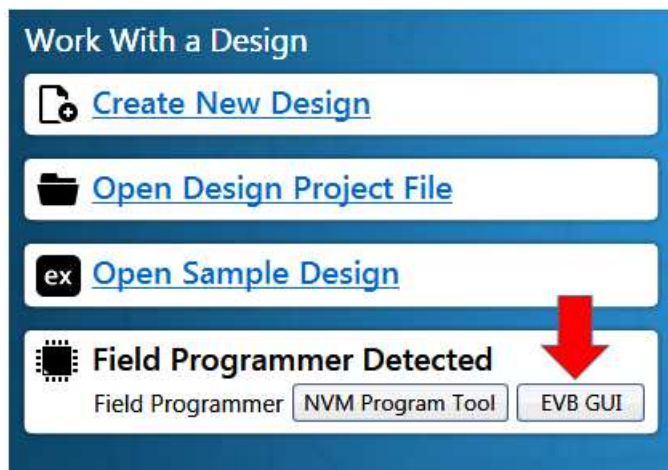 Work With a Design
Create New Design
Open Design Project File
ex Open Sample Design
Field Programmer Detected
Field Programmer NVM Program Tool EVB GUI